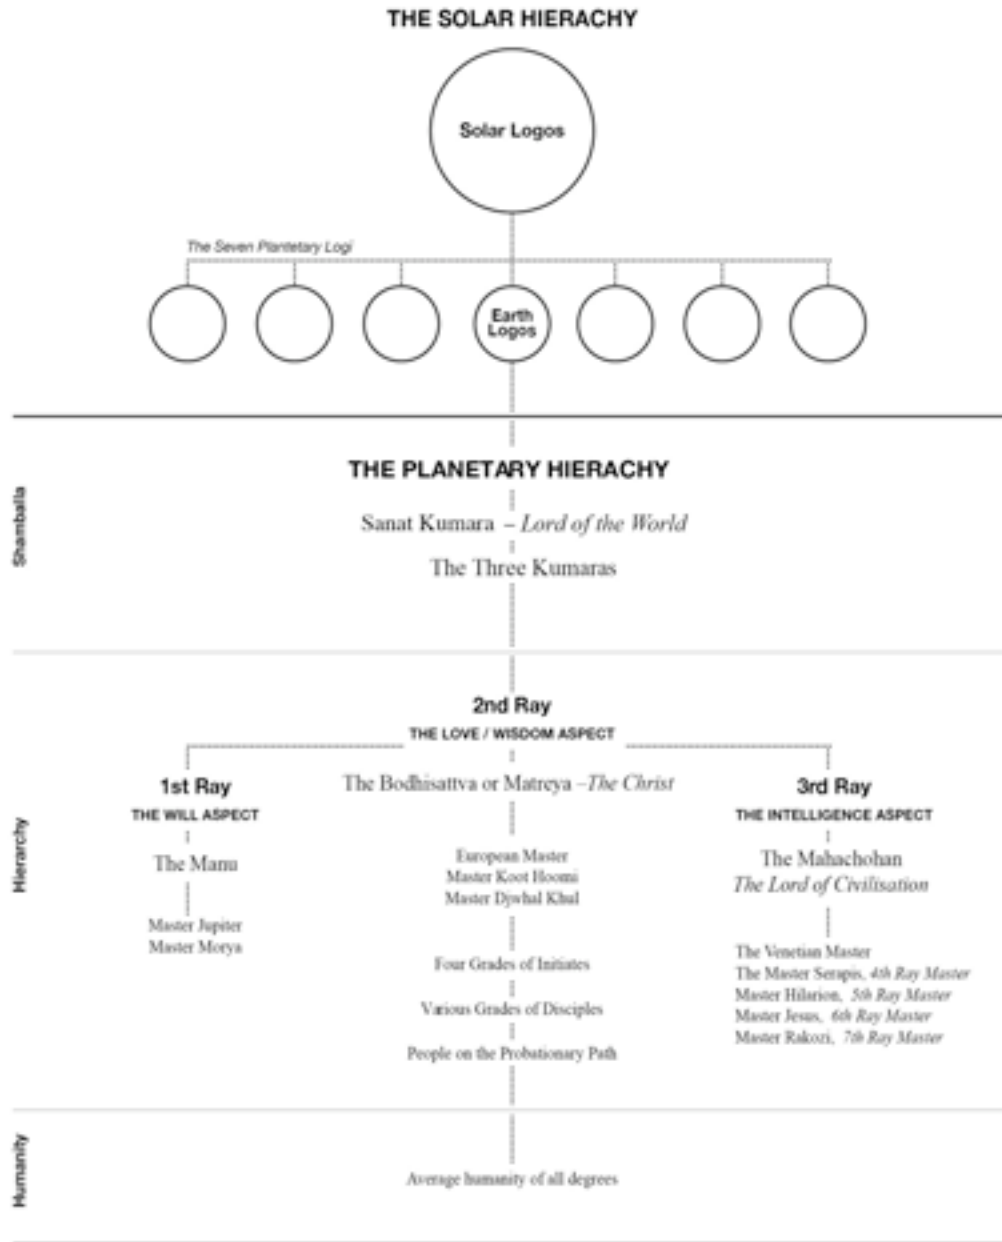 THE SOLAR HIERACHY
Solar Logos
The Seven Plantetary Logi
Earth
Logos
Shamballa
THE PLANETARY HIERACHY
Sanat Kumara – Lord of the World
The Three Kumaras
Hierarchy
2nd Ray
THE LOVE / WISDOM ASPECT
The Bodhisattva or Matreya –The Christ
European Master
Master Koot Hoomi
Master Djwhal Khul
Four Grades of Initiates
Various Grades of Disciples
People on the Probationary Path
1st Ray
THE WILL ASPECT
The Manu
Master Jupiter
Master Morya
3rd Ray
THE INTELLIGENCE ASPECT
The Mahachohan
The Lord of Civilisation
The Venetian Master
The Master Serapis, 4th Ray Master
Master Hilarion, 5th Ray Master
Master Jesus, 6th Ray Master
Master Rakozi, 7th Ray Master
Humanity
Average humanity of all degrees